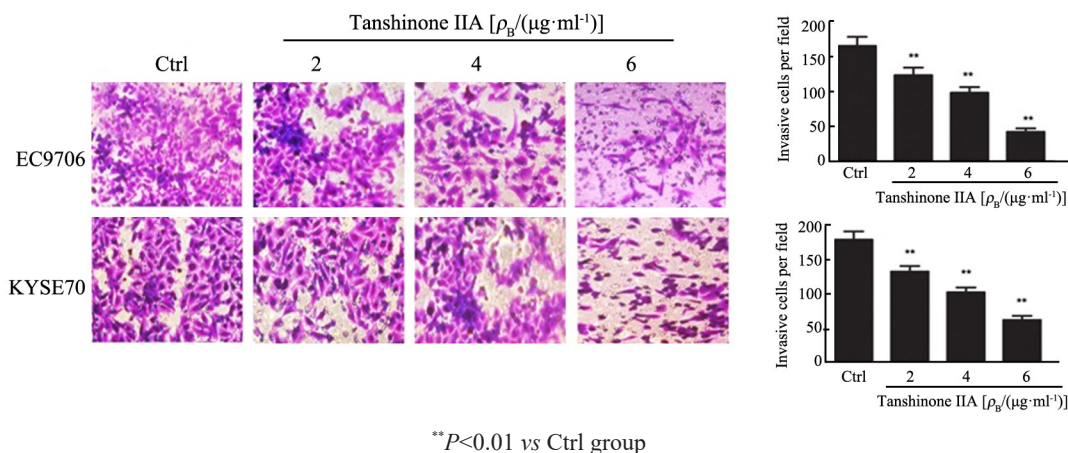 Tanshinone IIA [ρB/(μg·ml⁻¹)]
Ctrl 2 4 6
EC9706
KYSE70
Invasive cells per field
200
150
100
50
0
** ** **
Ctrl 2 4 6
Tanshinone IIA [ρB/(μg·ml⁻¹)]
Invasive cells per field
200
150
100
50
0
** ** **
Ctrl 2 4 6
Tanshinone IIA [ρB/(μg·ml⁻¹)]
**P<0.01 vs Ctrl group